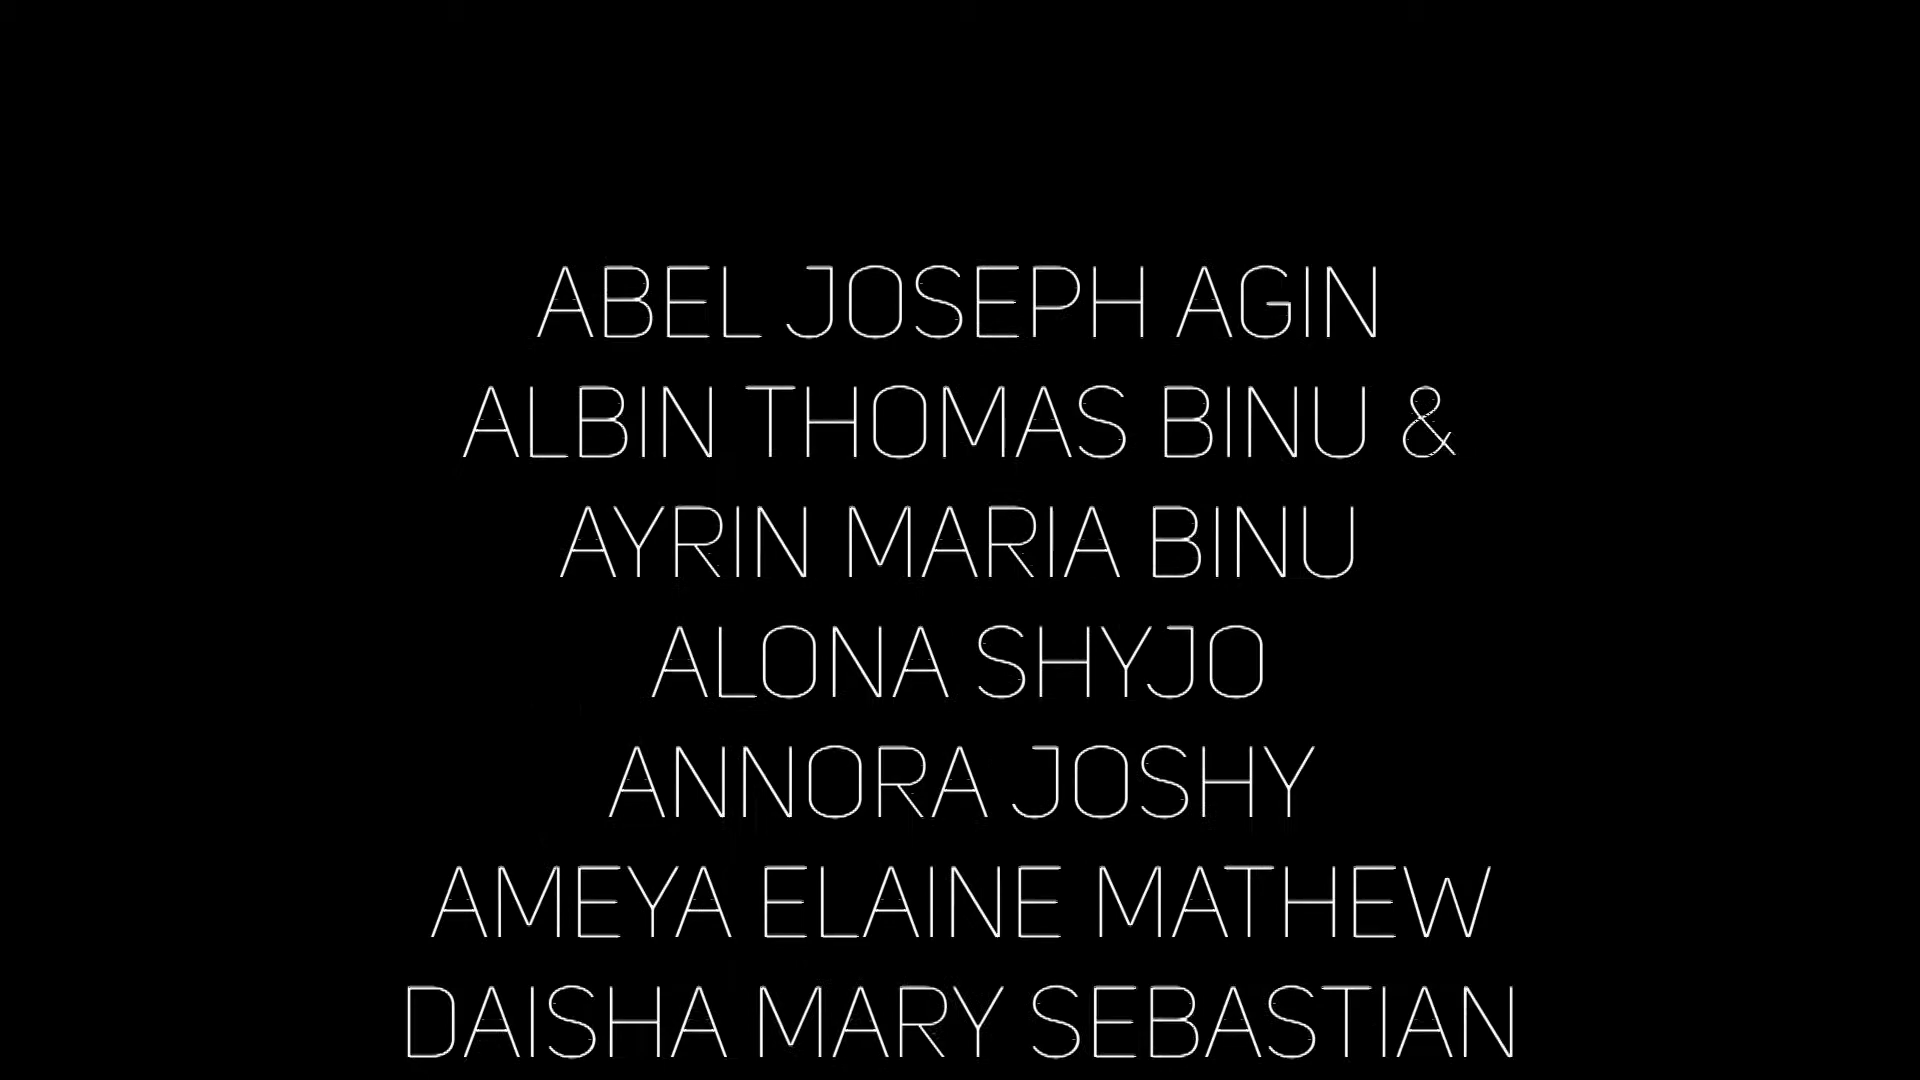 ABEL JOSEPH AGIN
ALBIN THOMAS BINU &
AYRIN MARIA BINU
ALONA SHYJO
ANNORA JOSHY
AMEYA ELAINE MATHEW
DAISHA MARY SEBASTIAN